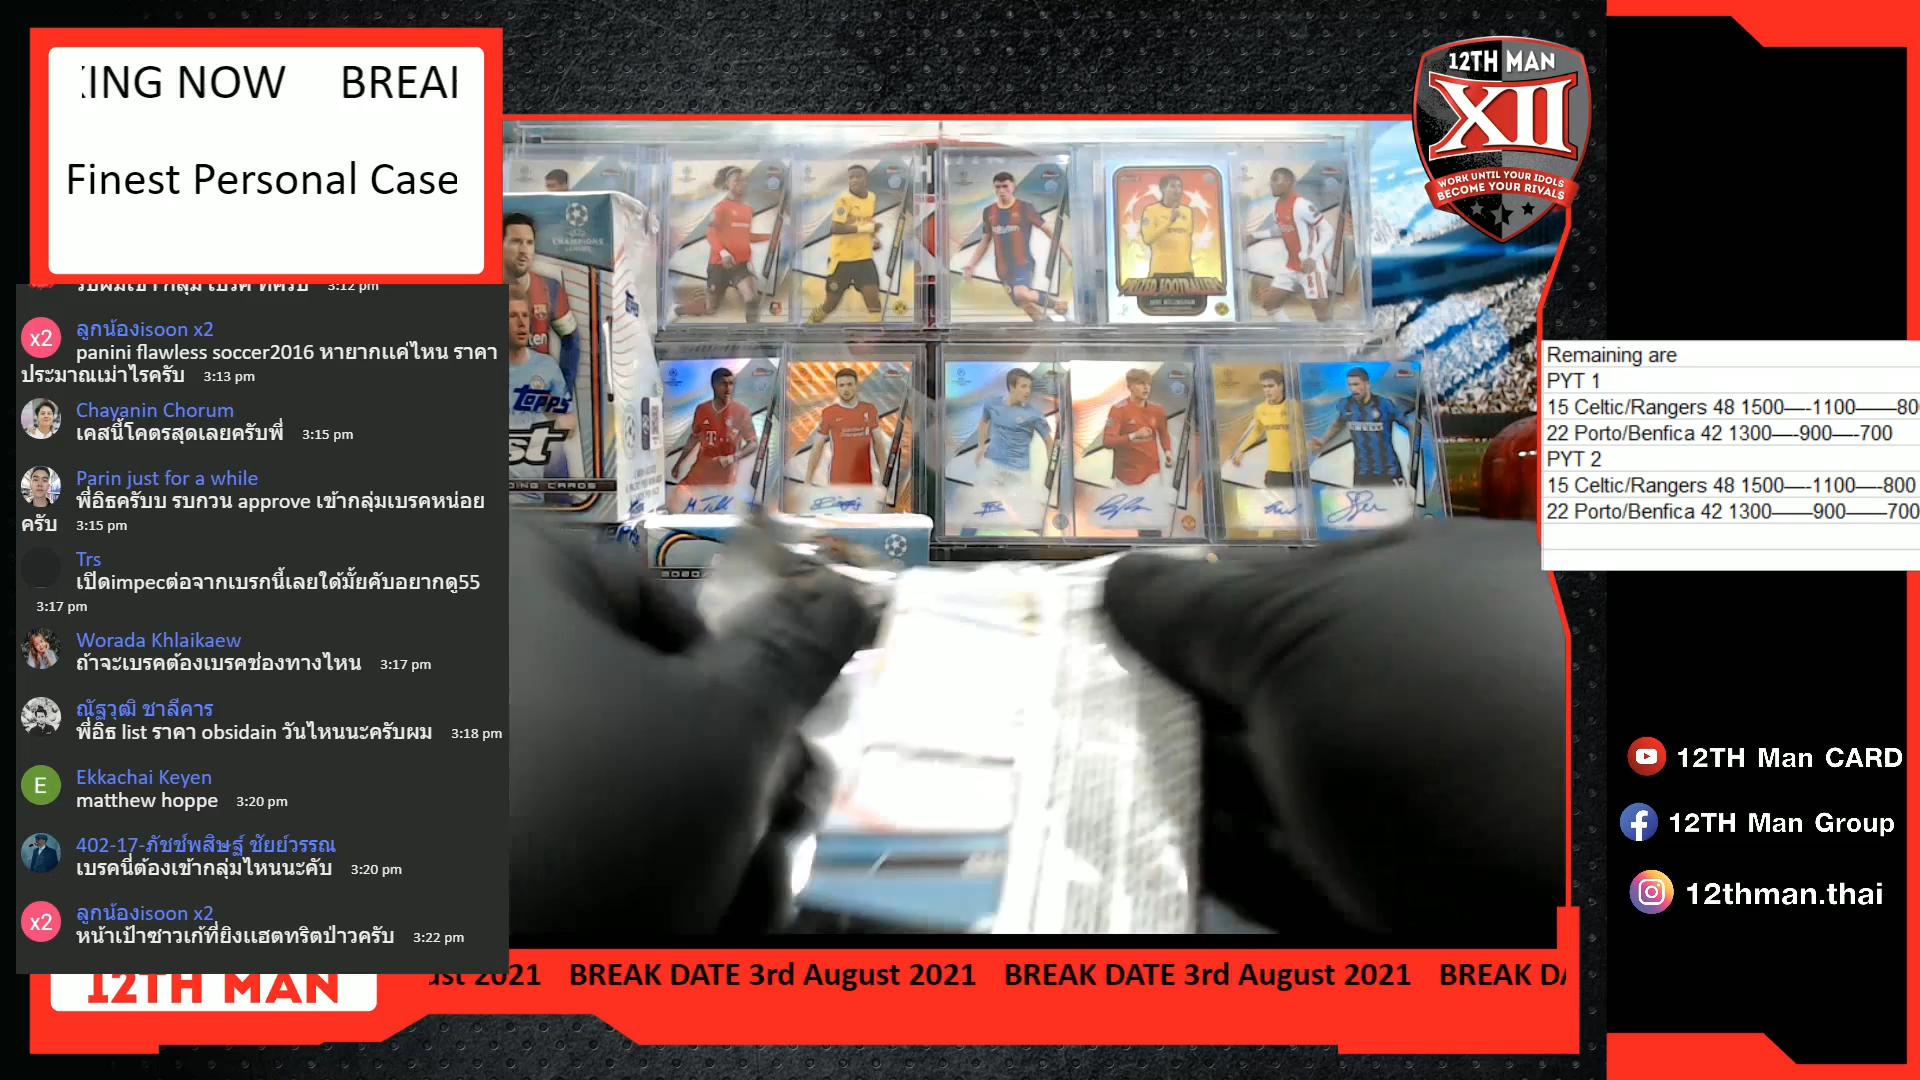 KING NOW BREAI
Finest Personal Case
3:12 pm
x2
ลูกน้องisoon x2
panini flawless soccer2016 หายากแค่ไหน ราคา
ประมาณเม่าไรครับ 3:13 pm
Chayanin Chorum
เคสนี้โคตรสุดเลยครับพี่ 3:15 pm
Parin just for a while
พี่อิธครับบ รบกวน approve เข้ากลุ่มเบรคหน่อย
ครับ 3:15 pm
Trs
เปิดimpecต่อจากเบรกนี้เลยใด้มั้ยคับอยากดู55
3:17 pm
Worada Khlaikaew
ถ้าจะเบรคต้องเบรคช่องทางไหน 3:17 pm
ณัฐวุฒิ ชาลีคาร
พี่อิธ list ราคา obsidain วันไหนนะครับผม 3:18 pm
E
Ekkachai Keyen
matthew hoppe 3:20 pm
402-17-ภัชช์พสิษฐ์ ชัยย์วรรณ
เบรคนี่ต้องเข้ากลุ่มไหนนะคับ 3:20 pm
x2
ลูกน้องisoon x2
หน้าเป้าซาวเก้ที่ยิงแฮตทริตป่าวครับ 3:22 pm
12TH MAN
ust 2021 BREAK DATE 3rd August 2021 BREAK DATE 3rd August 2021 BREAK DA
12TH MAN
XII
WORK UNTIL YOUR IDOLS
BECOME YOUR RIVALS
CHAMPIONS
TOPPS
st
Remaining are
PYT 1
15 Celtic/Rangers 48 1500—-1100——80
22 Porto/Benfica 42 1300—-900—-700
PYT 2
15 Celtic/Rangers 48 1500—-1100—-800
22 Porto/Benfica 42 1300——900——700
12TH Man CARD
12TH Man Group
12thman.thai